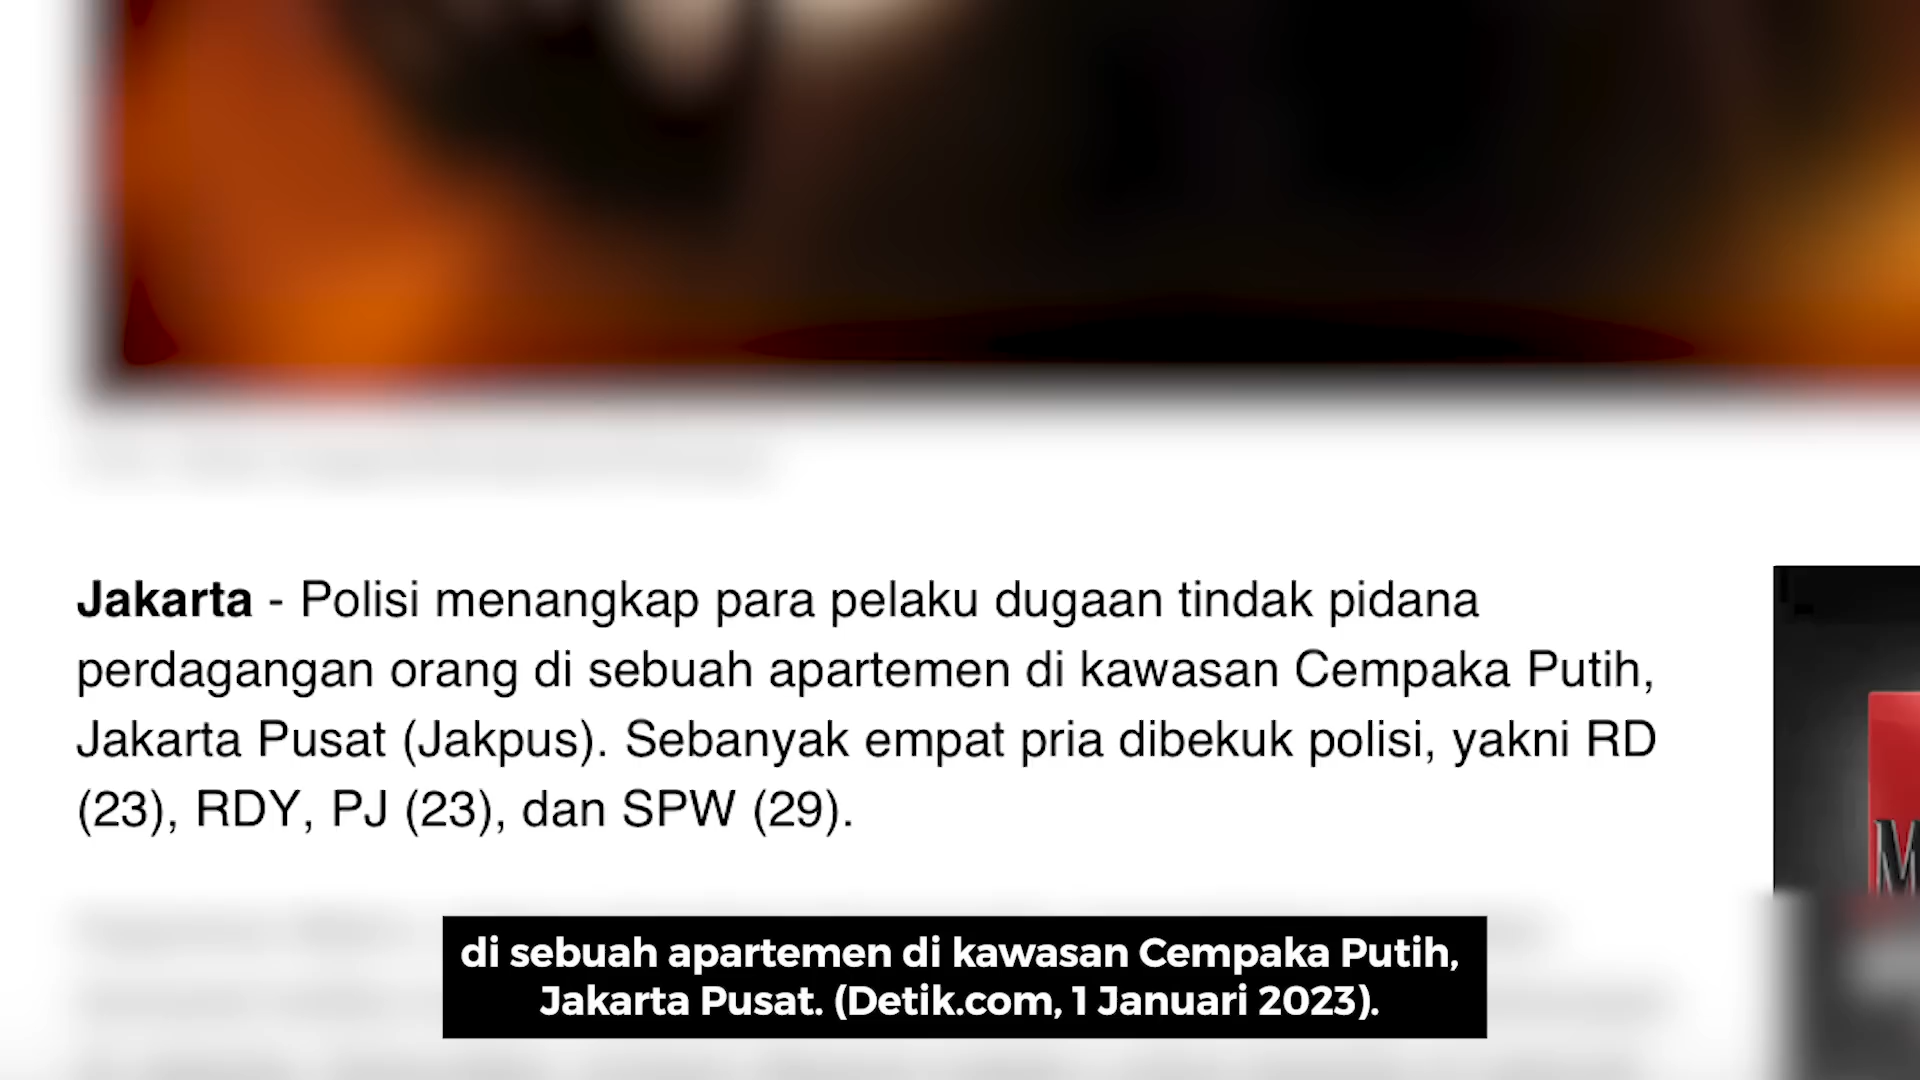 Jakarta - Polisi menangkap para pelaku dugaan tindak pidana
perdagangan orang di sebuah apartemen di kawasan Cempaka Putih,
Jakarta Pusat (Jakpus). Sebanyak empat pria dibekuk polisi, yakni RD
(23), RDY, PJ (23), dan SPW (29).
di sebuah apartemen di kawasan Cempaka Putih,
Jakarta Pusat. (Detik.com, 1 Januari 2023).